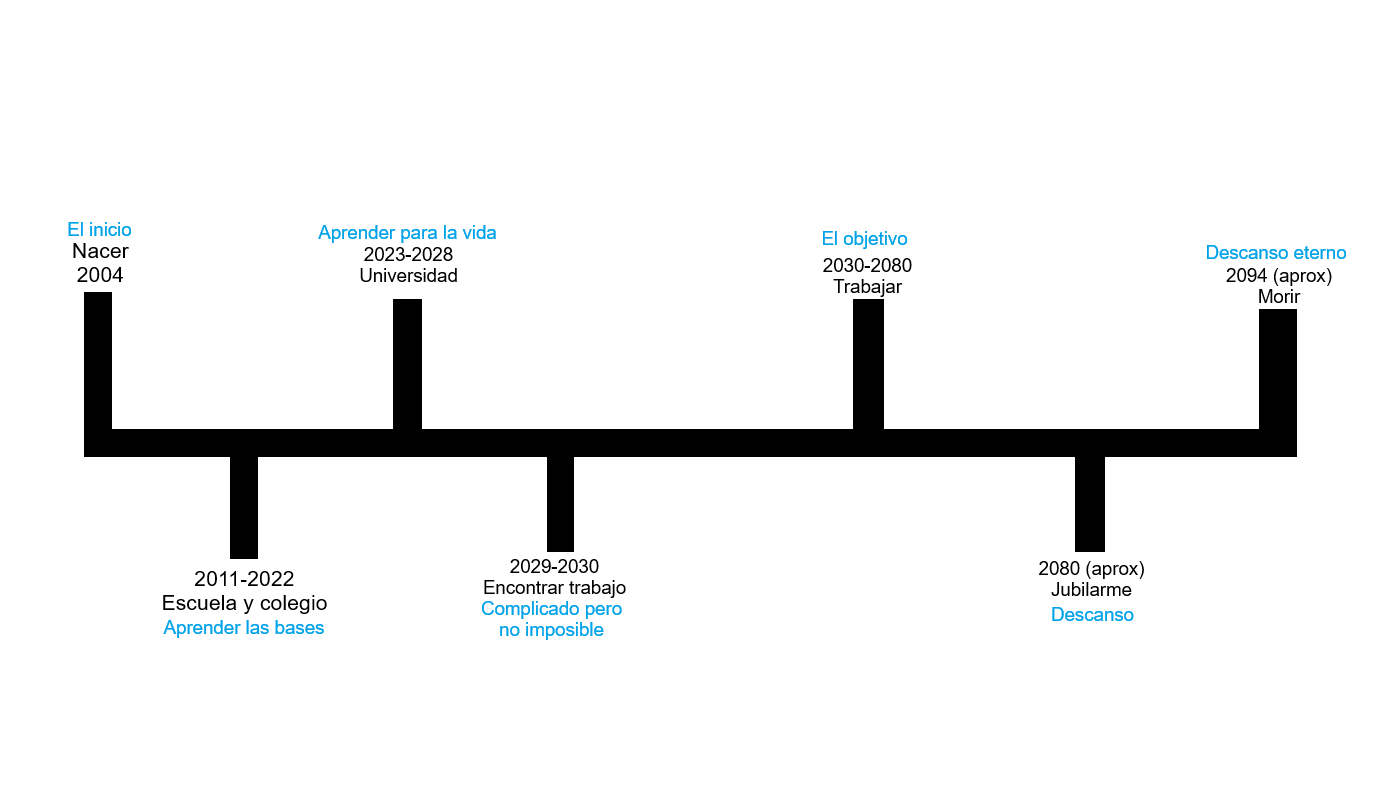 El inicio
Nacer
2004
Aprender para la vida
2023-2028
Universidad
El objetivo
2030-2080
Trabajar
Descanso eterno
2094 (aprox)
Morir
2011-2022
Escuela y colegio
Aprender las bases
2029-2030
Encontrar trabajo
Complicado pero
no imposible
2080 (aprox)
Jubilarme
Descanso